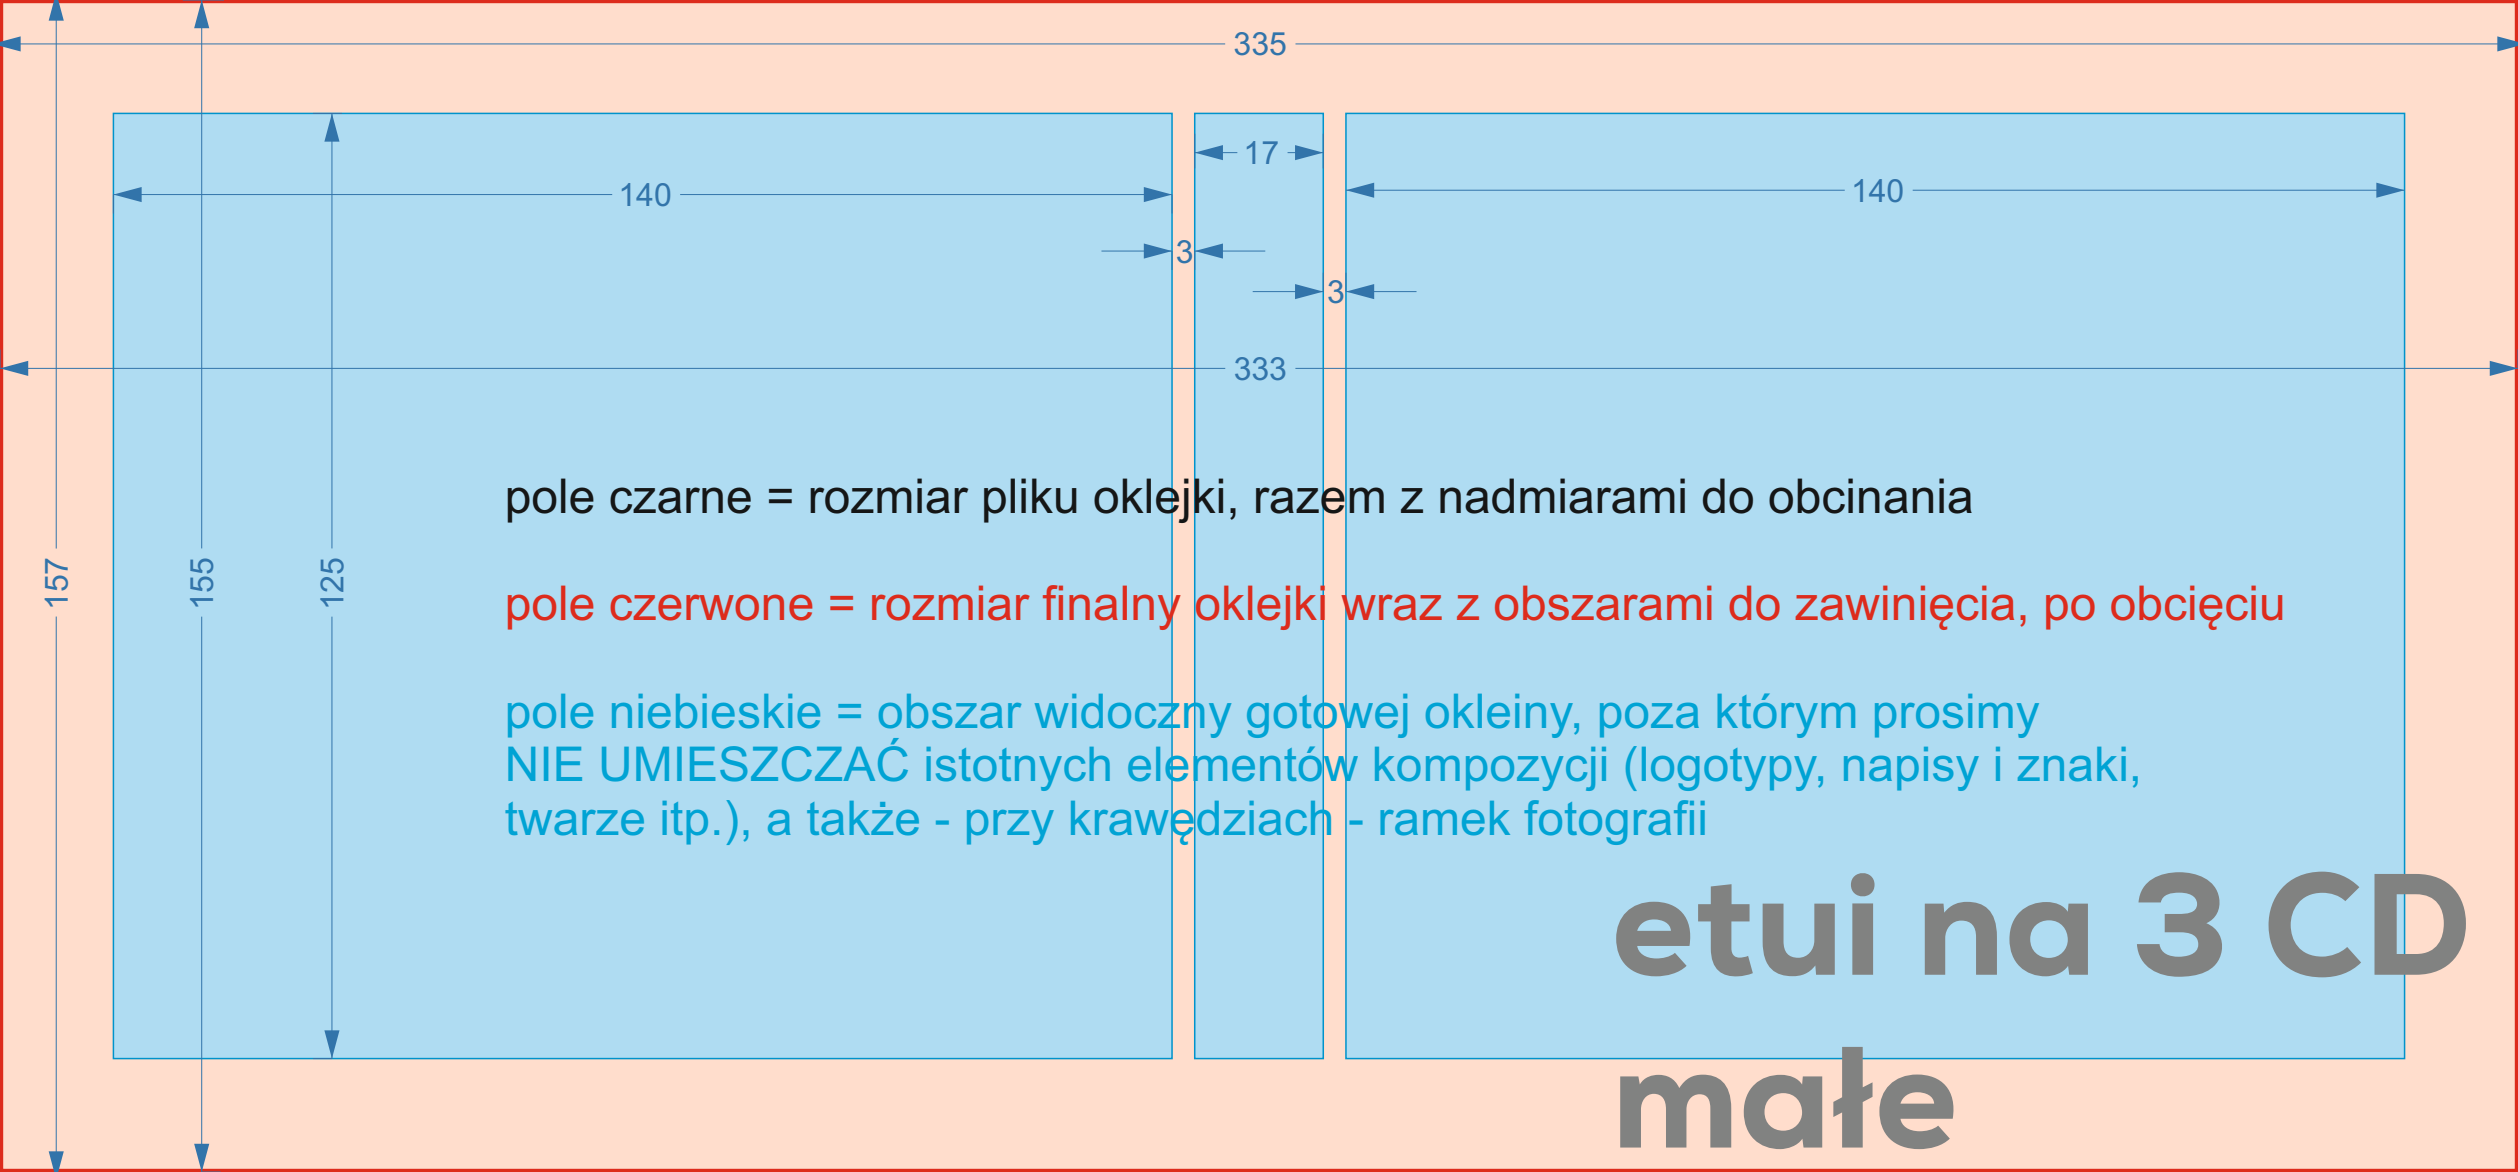 335
17
140
140
3
3
333
157
155
125
pole czarne = rozmiar pliku oklejki, razem z nadmiarami do obcinania
pole czerwone = rozmiar finalny oklejki wraz z obszarami do zawinięcia, po obcięciu
pole niebieskie = obszar widoczny gotowej okleiny, poza którym prosimy
NIE UMIESZCZAĆ istotnych elementów kompozycji (logotypy, napisy i znaki,
twarze itp.), a także - przy krawędziach - ramek fotografii
etui na 3 CD
małe